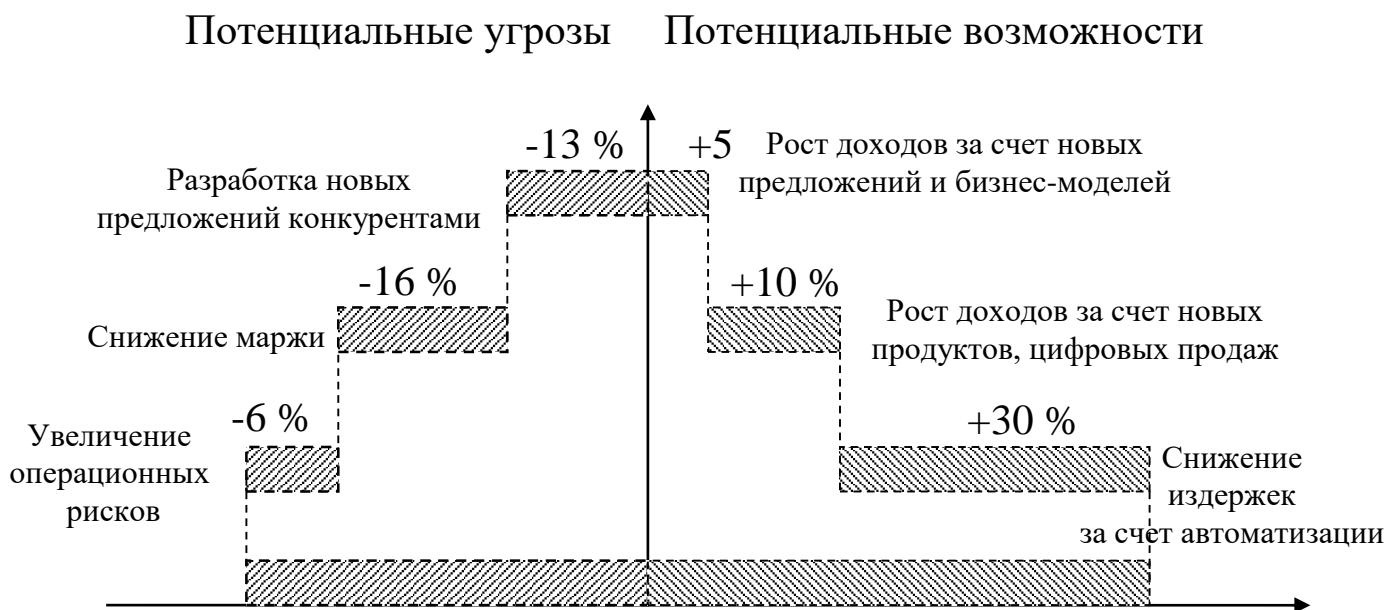 Потенциальные угрозы
Потенциальные возможности
-13 %
+5
Рост доходов за счет новых
предложений и бизнес-моделей
Разработка новых
предложений конкурентами
-16 %
+10 %
Снижение маржи
Рост доходов за счет новых
продуктов, цифровых продаж
-6 %
+30 %
Увеличение
операционных
рисков
Снижение
издержек
за счет автоматизации